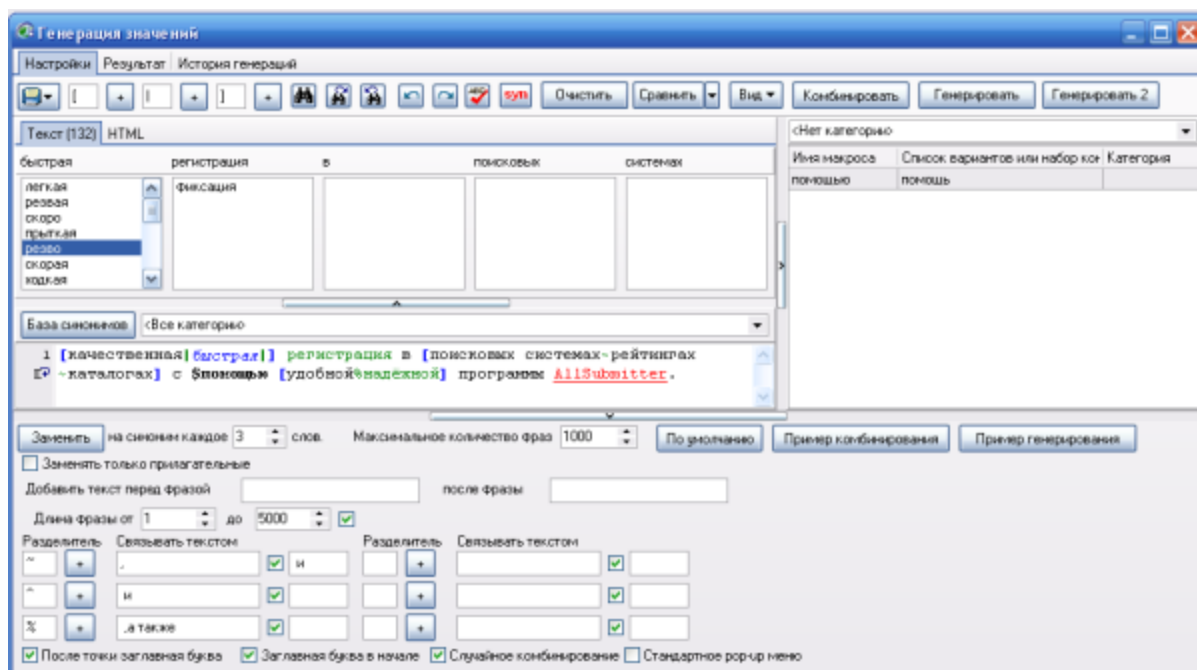 Генерация значений
Настройки Результат История генераций
[ + | + ] + syn Очистить Сравнить Вид Комбинировать Генерировать Генерировать 2
Текст (132) HTML
<Нет категории>
быстрая регистрация в поисковых системах
Имя макроса Список вариантов или набор кон Категория
помощью помощь
легкая фиксация
резвая
скоро
прыткая
резво
скорая
ходкая
База синонимов <Все категории>
1 [качественная|быстрая|] регистрация в [поисковых системах~рейтингах
~каталогах] с $помощью [удобной%надёжной] программ AllSubmitter.
Заменить на синоним каждое 3 слов. Максимальное количество фраз 1000 По умолчанию Пример комбинирования Пример генерирования
Заменять только прилагательные
Добавить текст перед фразой после фразы
Длина фразы от 1 до 5000
Разделитель Связывать текстом Разделитель Связывать текстом
~ + , и +
^ + и +
% + ,а также +
После точки заглавная буква Заглавная буква в начале Случайное комбинирование Стандартное pop-up меню